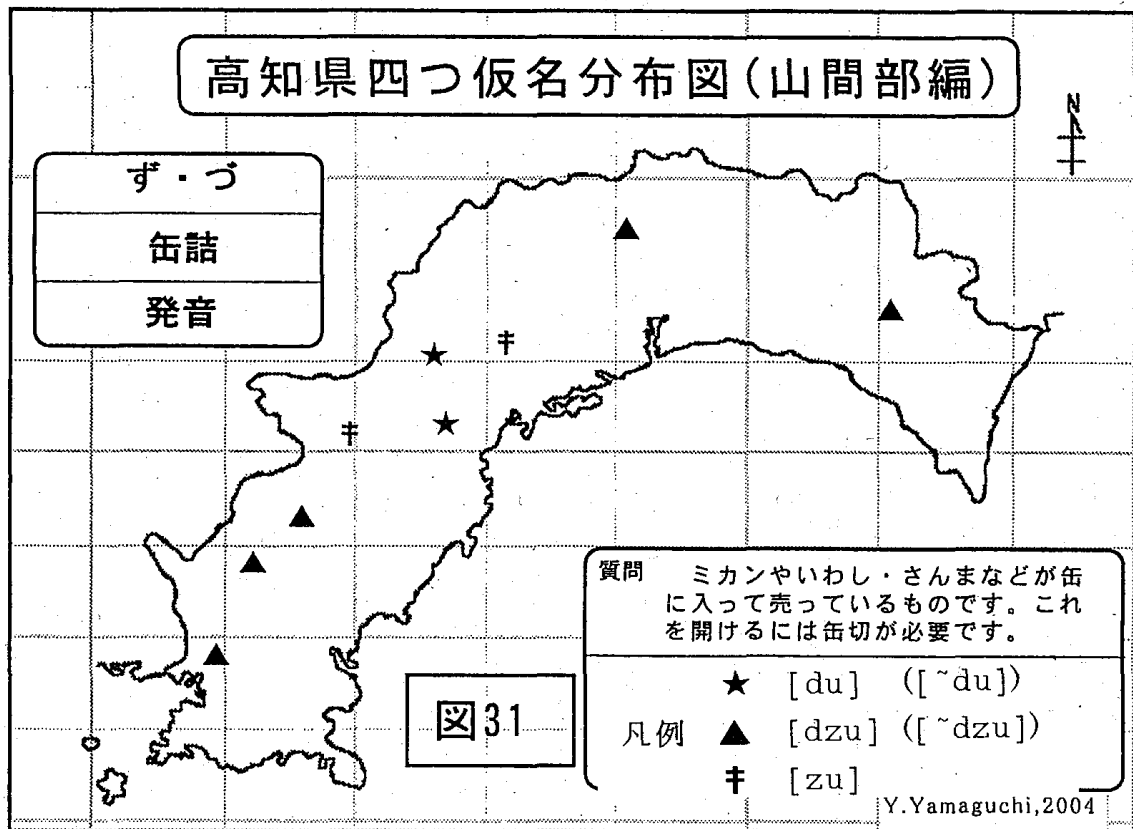 高知県四つ仮名分布図(山間部編)
N
ず・づ
缶詰
発音
質問 ミカンやいわし・さんまなどが缶
に入って売っているものです。これ
を開けるには缶切が必要です。
凡例
★ [du] ([~du])
▲ [dzu] ([~dzu])
‡ [zu]
図31
Y.Yamaguchi,2004